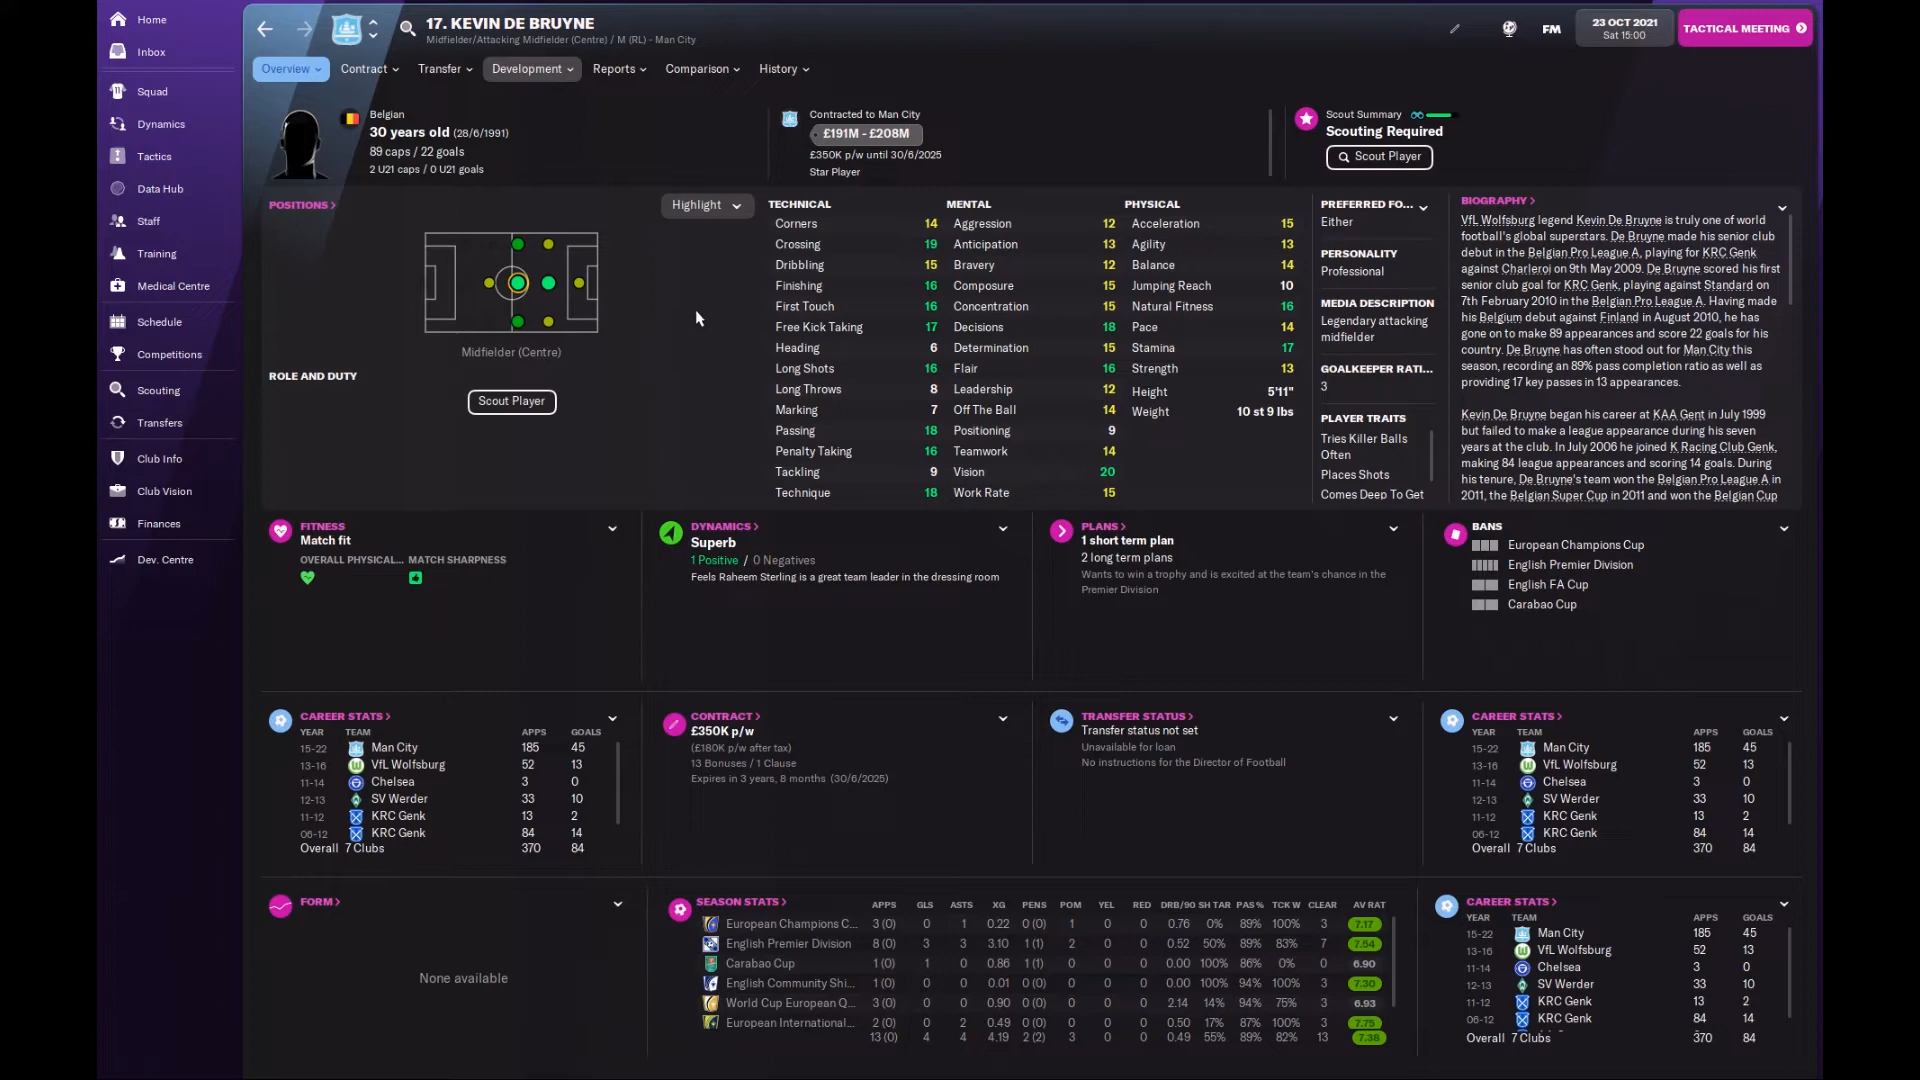 Home
Inbox
Squad
Dynamics
Tactics
Data Hub
Staff
Training
Medical Centre
Schedule
Competitions
Scouting
Transfers
Club Info
Club Vision
Finances
Dev. Centre
17. KEVIN DE BRUYNE
Midfielder/Attacking Midfielder (Centre) / M (RL) - Man City
FM
23 OCT 2021
Sat 15:00
TACTICAL MEETING
Overview Contract Transfer Development Reports Comparison History
Belgian
30 years old (28/6/1991)
89 caps / 22 goals
2 U21 caps / 0 U21 goals
Contracted to Man City
£191M - £208M
£350K p/w until 30/6/2025
Star Player
Scout Summary
Scouting Required
Scout Player
POSITIONS >
Highlight
Midfielder (Centre)
ROLE AND DUTY
Scout Player
TECHNICAL
Corners 14
Crossing 19
Dribbling 15
Finishing 16
First Touch 16
Free Kick Taking 17
Heading 6
Long Shots 16
Long Throws 8
Marking 7
Passing 18
Penalty Taking 16
Tackling 9
Technique 18
MENTAL
Aggression 12
Anticipation 13
Bravery 12
Composure 15
Concentration 15
Decisions 18
Determination 15
Flair 16
Leadership 12
Off The Ball 14
Positioning 9
Teamwork 14
Vision 20
Work Rate 15
PHYSICAL
Acceleration 15
Agility 13
Balance 14
Jumping Reach 10
Natural Fitness 16
Pace 14
Stamina 17
Strength 13
Height 5'11"
Weight 10 st 9 lbs
PREFERRED FO...
Either
PERSONALITY
Professional
MEDIA DESCRIPTION
Legendary attacking
midfielder
GOALKEEPER RATI...
3
PLAYER TRAITS
Tries Killer Balls
Often
Places Shots
Comes Deep To Get
BIOGRAPHY >
VfL Wolfsburg legend Kevin De Bruyne is truly one of world
football's global superstars. De Bruyne made his senior club
debut in the Belgian Pro League A, playing for KRC Genk
against Charleroi on 9th May 2009. De Bruyne scored his first
senior club goal for KRC Genk, playing against Standard on
7th February 2010 in the Belgian Pro League A. Having made
his Belgium debut against Finland in August 2010, he has
gone on to make 89 appearances and score 22 goals for his
country. De Bruyne has often stood out for Man City this
season, recording an 89% pass completion ratio as well as
providing 17 key passes in 13 appearances.
Kevin De Bruyne began his career at KAA Gent in July 1999
but failed to make a league appearance during his seven
years at the club. In July 2006 he joined K Racing Club Genk,
making 84 league appearances and scoring 14 goals. During
his tenure, De Bruyne's team won the Belgian Pro League A in
2011, the Belgian Super Cup in 2011 and won the Belgian Cup
FITNESS
Match fit
OVERALL PHYSICAL... MATCH SHARPNESS
DYNAMICS >
Superb
1 Positive / 0 Negatives
Feels Raheem Sterling is a great team leader in the dressing room
PLANS >
1 short term plan
2 long term plans
Wants to win a trophy and is excited at the team's chance in the
Premier Division
BANS
European Champions Cup
English Premier Division
English FA Cup
Carabao Cup
CAREER STATS >
YEAR TEAM APPS GOALS
15-22 Man City 185 45
13-16 VfL Wolfsburg 52 13
11-14 Chelsea 3 0
12-13 SV Werder 33 10
11-12 KRC Genk 13 2
06-12 KRC Genk 84 14
Overall 7 Clubs 370 84
CONTRACT >
£350K p/w
(£180K p/w after tax)
13 Bonuses / 1 Clause
Expires in 3 years, 8 months (30/6/2025)
TRANSFER STATUS >
Transfer status not set
Unavailable for loan
No instructions for the Director of Football
CAREER STATS >
YEAR TEAM APPS GOALS
15-22 Man City 185 45
13-16 VfL Wolfsburg 52 13
11-14 Chelsea 3 0
12-13 SV Werder 33 10
11-12 KRC Genk 13 2
06-12 KRC Genk 84 14
Overall 7 Clubs 370 84
FORM >
None available
SEASON STATS > APPS GLS ASTS XG PENS POM YEL RED DRB/90 SH TAR PAS % TCK W CLEAR AV RAT
European Champions C... 3 (0) 0 1 0.22 0 (0) 1 0 0 0.76 0% 89% 100% 3 7.17
English Premier Division 8 (0) 3 3 3.10 1 (1) 2 0 0 0.52 50% 89% 83% 7 7.54
Carabao Cup 1 (0) 1 0 0.86 1 (1) 0 0 0 0.00 100% 86% 0% 0 6.90
English Community Shi... 1 (0) 0 0 0.01 0 (0) 0 0 0 0.00 100% 94% 100% 3 7.30
World Cup European Q... 3 (0) 0 0 0.90 0 (0) 0 0 0 2.14 14% 94% 75% 3 6.93
European International... 2 (0) 0 2 0.49 0 (0) 0 0 0 0.50 17% 87% 100% 3 7.75
13 (0) 4 4 4.19 2 (2) 3 0 0 0.49 55% 89% 82% 13 7.38
CAREER STATS >
YEAR TEAM APPS GOALS
15-22 Man City 185 45
13-16 VfL Wolfsburg 52 13
11-14 Chelsea 3 0
12-13 SV Werder 33 10
11-12 KRC Genk 13 2
06-12 KRC Genk 84 14
Overall 7 Clubs 370 84